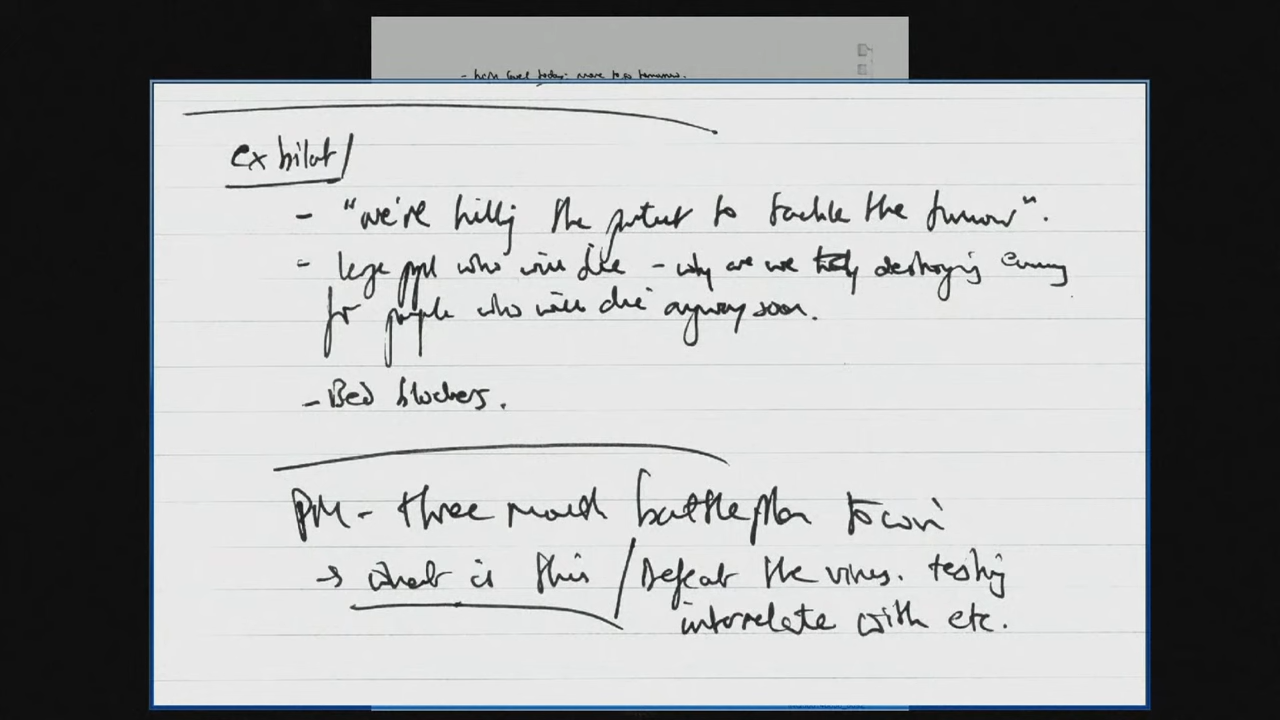 ex bilat/
- "we're killing the patient to tackle the tumour".
- large ppl who will die - why are we destroying economy
for people who will die anyway soon.
- Bed blockers.
PM - three month battleplan to win
→ what is this / Defeat the virus. testing
interrelate with etc.